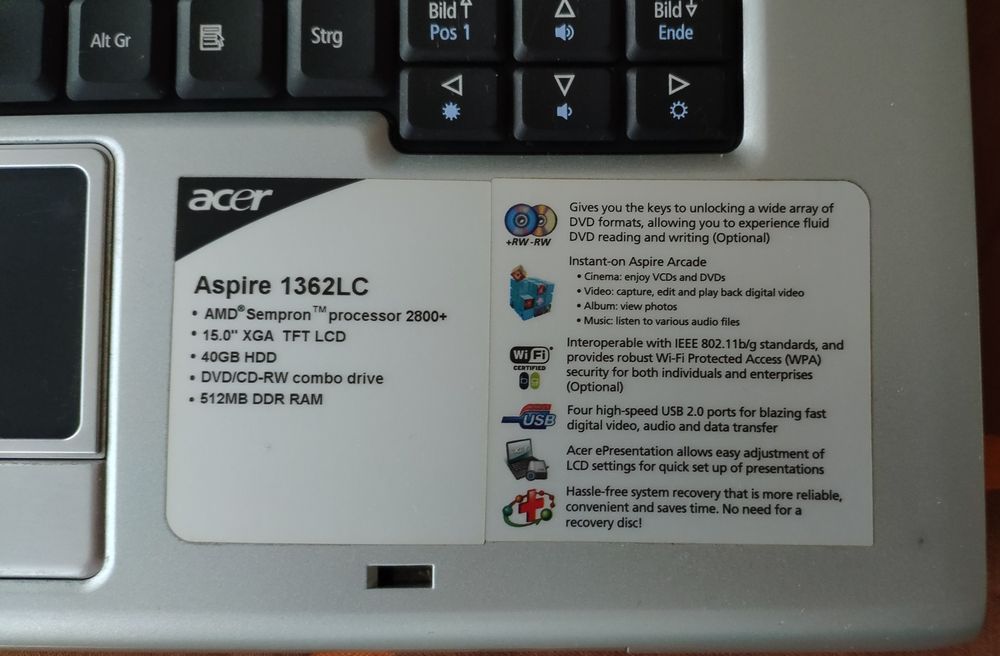 Bild ↑
Pos 1
Bild ↓
Ende
Alt Gr
Strg
acer
Aspire 1362LC
• AMD®Sempron™processor 2800+
• 15.0" XGA TFT LCD
• 40GB HDD
• DVD/CD-RW combo drive
• 512MB DDR RAM
+RW -RW
Gives you the keys to unlocking a wide array of
DVD formats, allowing you to experience fluid
DVD reading and writing (Optional)
Instant-on Aspire Arcade
• Cinema: enjoy VCDs and DVDs
• Video: capture, edit and play back digital video
• Album: view photos
• Music: listen to various audio files
Wi Fi
CERTIFIED
Interoperable with IEEE 802.11b/g standards, and
provides robust Wi-Fi Protected Access (WPA)
security for both individuals and enterprises
(Optional)
USB
Four high-speed USB 2.0 ports for blazing fast
digital video, audio and data transfer
Acer ePresentation allows easy adjustment of
LCD settings for quick set up of presentations
Hassle-free system recovery that is more reliable,
convenient and saves time. No need for a
recovery disc!